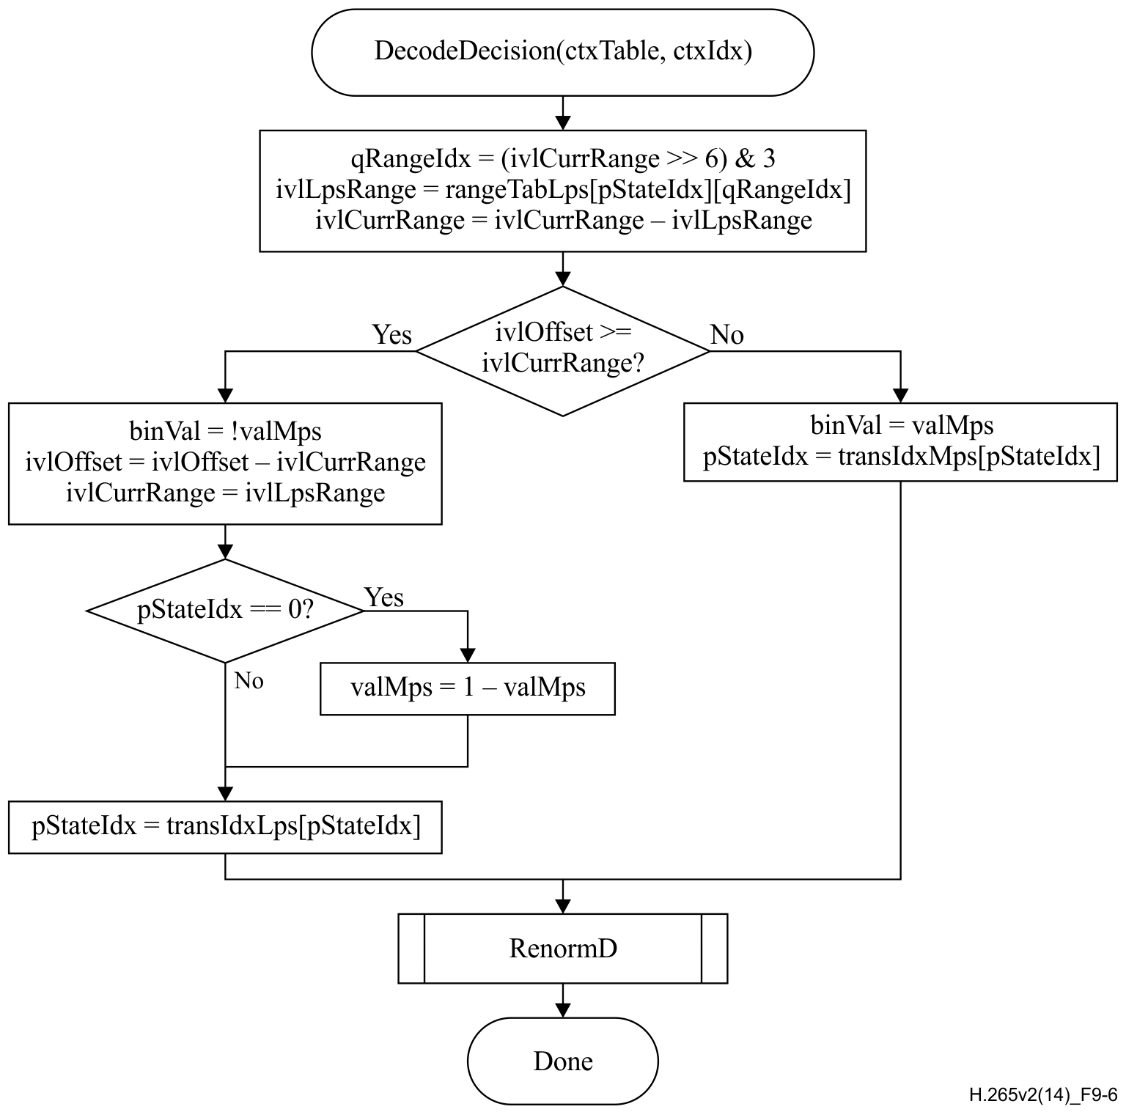 DecodeDecision(ctxTable, ctxIdx)
qRangeIdx = (ivlCurrRange >> 6) & 3
ivlLpsRange = rangeTabLps[pStateIdx][qRangeIdx]
ivlCurrRange = ivlCurrRange – ivlLpsRange
ivlOffset >=
ivlCurrRange?
Yes
No
binVal = !valMps
ivlOffset = ivlOffset – ivlCurrRange
ivlCurrRange = ivlLpsRange
binVal = valMps
pStateIdx = transIdxMps[pStateIdx]
pStateIdx == 0?
Yes
No
valMps = 1 – valMps
pStateIdx = transIdxLps[pStateIdx]
RenormD
Done
H.265v2(14)_F9-6